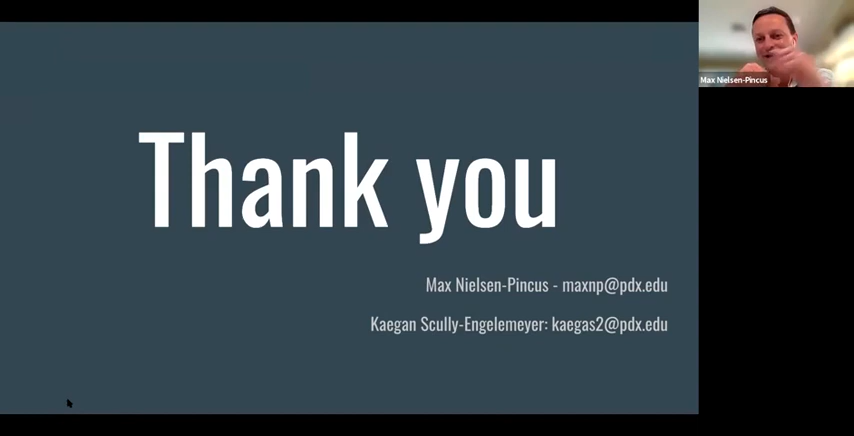 Thank you
Max Nielsen-Pincus - maxnp@pdx.edu
Kaegan Scully-Engelemeyer: kaegas2@pdx.edu
Max Nielsen-Pincus